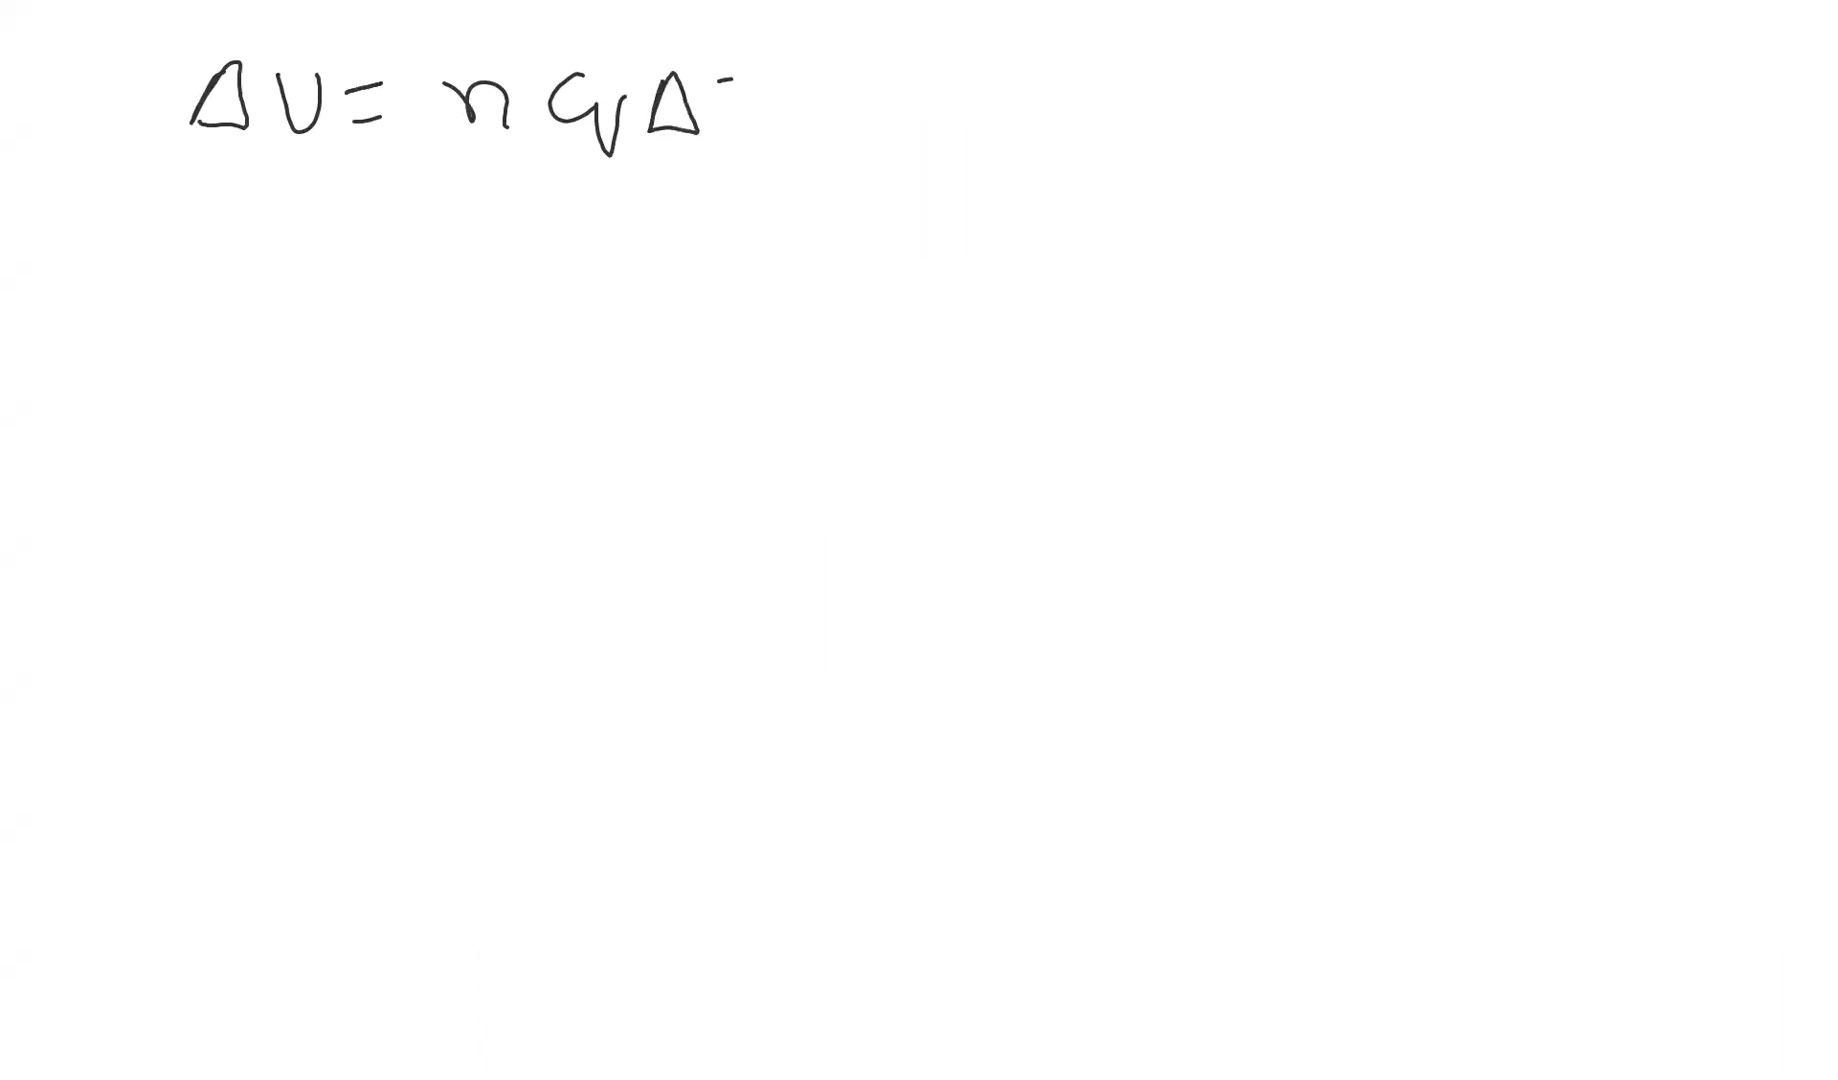 ΔU = n Cv Δ-